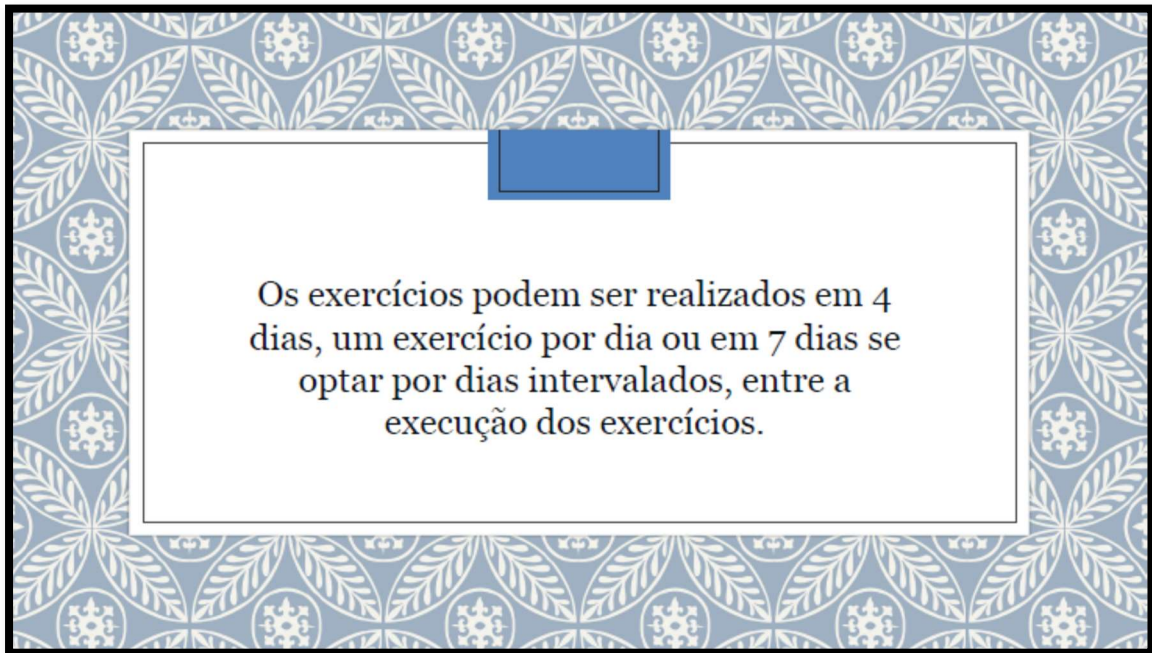 Os exercícios podem ser realizados em 4
dias, um exercício por dia ou em 7 dias se
optar por dias intervalados, entre a
execução dos exercícios.